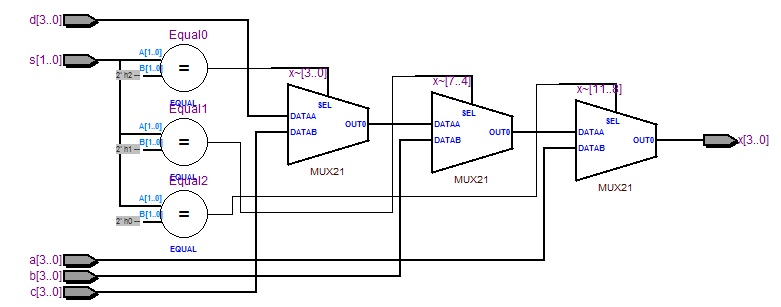 d[3..0]
s[1..0]
Equal0
A[1..0]
2' h2 --
B[1..0]
=
EQUAL
Equal1
A[1..0]
2' h1 --
B[1..0]
=
EQUAL
Equal2
A[1..0]
2' h0 --
B[1..0]
=
EQUAL
x~[3..0]
SEL
DATAA
DATAB
OUT0
MUX21
x~[7..4]
SEL
DATAA
DATAB
OUT0
MUX21
x~[11..8]
SEL
DATAA
DATAB
OUT0
MUX21
x[3..0]
a[3..0]
b[3..0]
c[3..0]